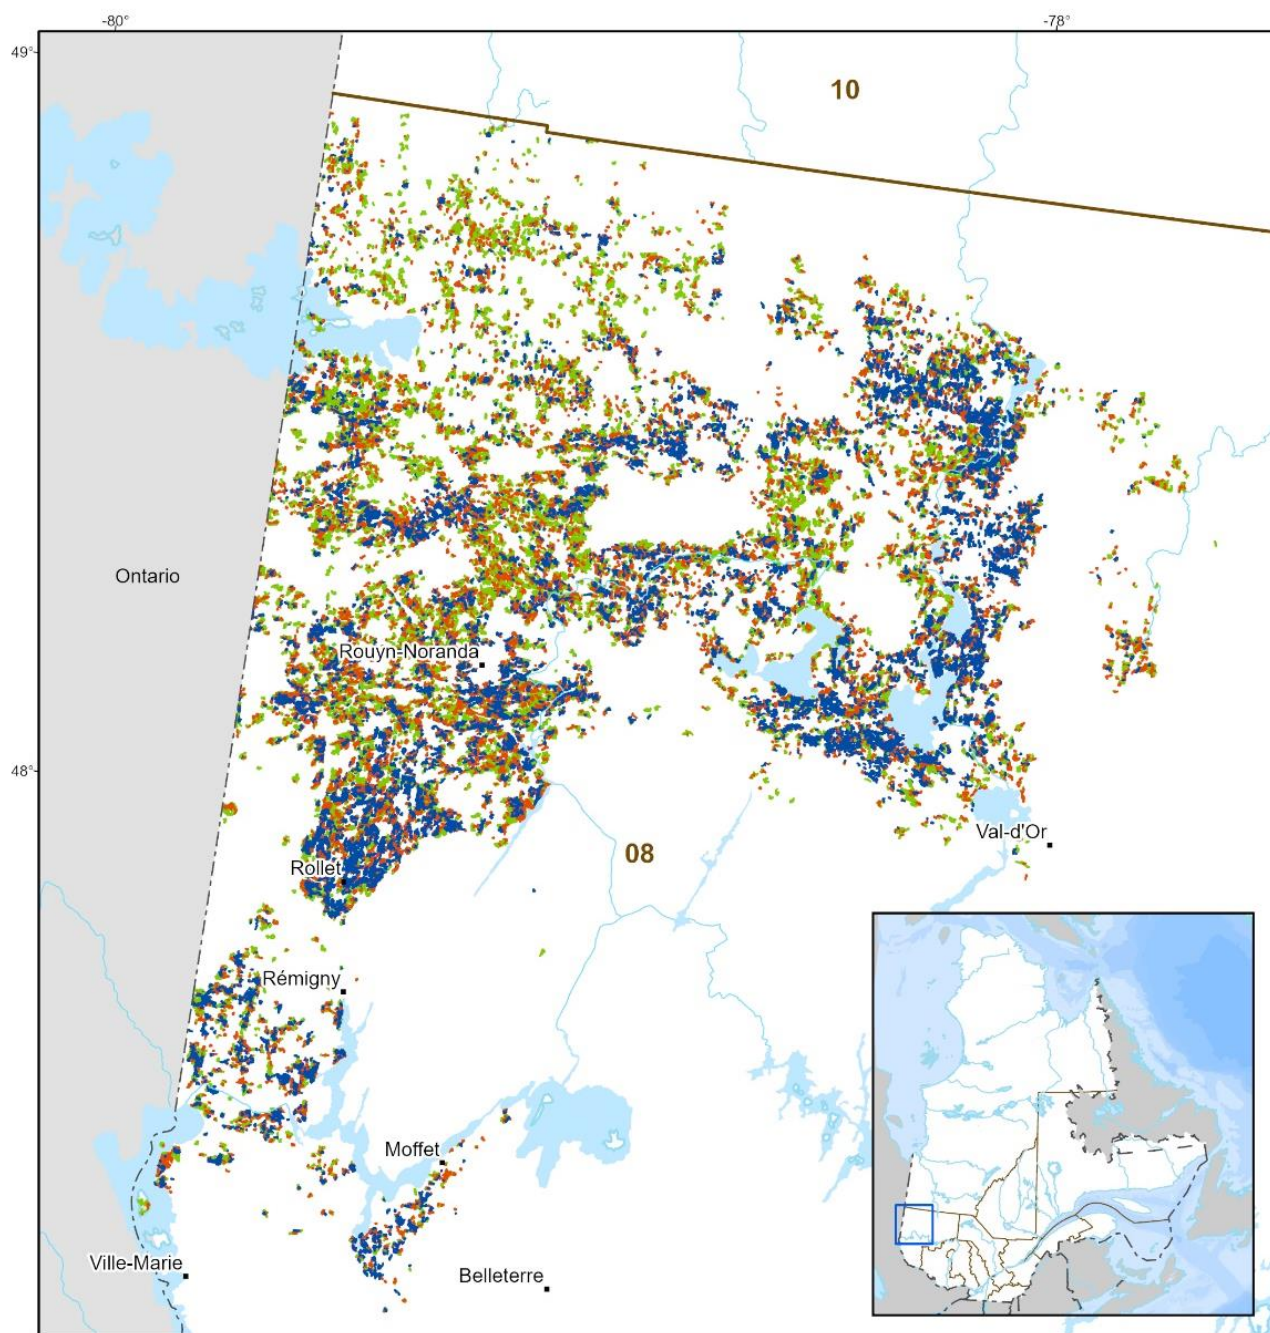 -80°
-78°
49°
10
Ontario
Rouyn-Noranda
48°
Val-d'Or
08
Rollet
Rémigny
Moffet
Ville-Marie
Belleterre